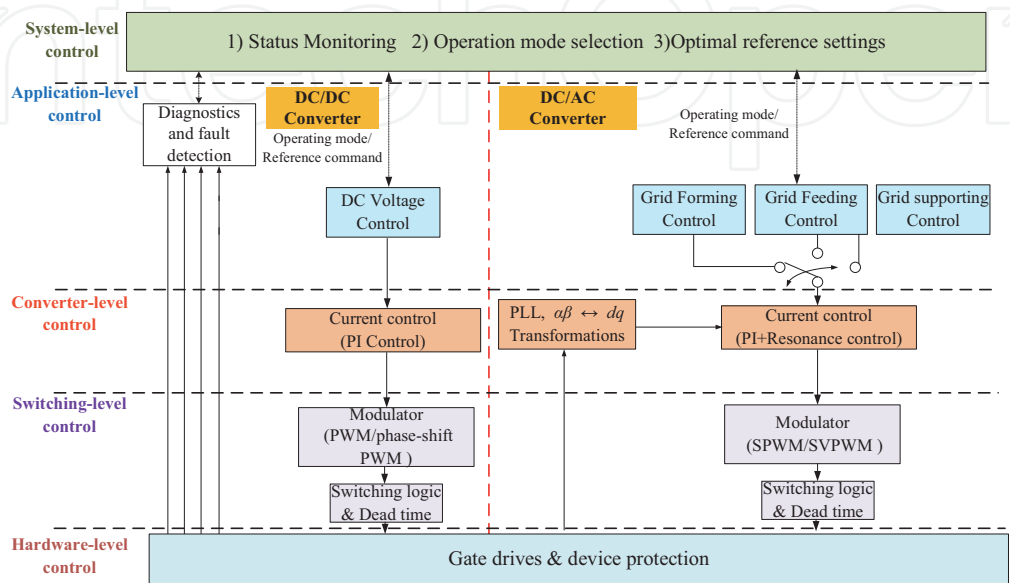 System-level
control
1) Status Monitoring 2) Operation mode selection 3)Optimal reference settings
Application-level
control
Diagnostics
and fault
detection
DC/DC
Converter
Operating mode/
Reference command
DC/AC
Converter
Operating mode/
Reference command
DC Voltage
Control
Grid Forming
Control
Grid Feeding
Control
Grid supporting
Control
Converter-level
control
Current control
(PI Control)
PLL, αβ ↔ dq
Transformations
Current control
(PI+Resonance control)
Switching-level
control
Modulator
(PWM/phase-shift
PWM )
Modulator
(SPWM/SVPWM )
Switching logic
& Dead time
Switching logic
& Dead time
Hardware-level
control
Gate drives & device protection